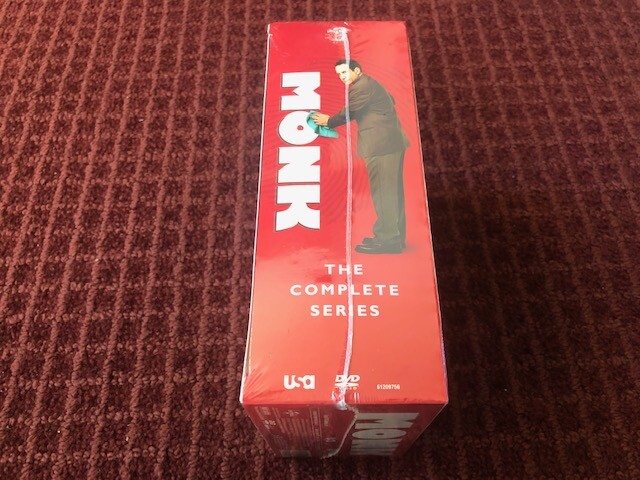 MONK
THE
COMPLETE
SERIES
USA
DVD
61209756
MONK